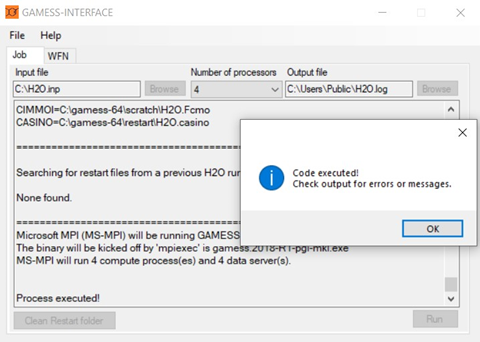 GAMESS-INTERFACE
File Help
Job WFN
Input file Number of processors Output file
C:\H2O.inp Browse 4 C:\Users\Public\H2O.log Browse
CIMMOI=C:\gamess-64\scratch\H2O.Fcmo
CASINO=C:\gamess-64\restart\H2O.casino
Searching for restart files from a previous H2O run
None found.
Microsoft MPI (MS-MPI) will be running GAMESS
The binary will be kicked off by 'mpiexec' is gamess.2018-R1-pgi-mkl.exe
MS-MPI will run 4 compute process(es) and 4 data server(s).
Process executed!
Code executed!
Check output for errors or messages.
OK
Clean Restart folder Run